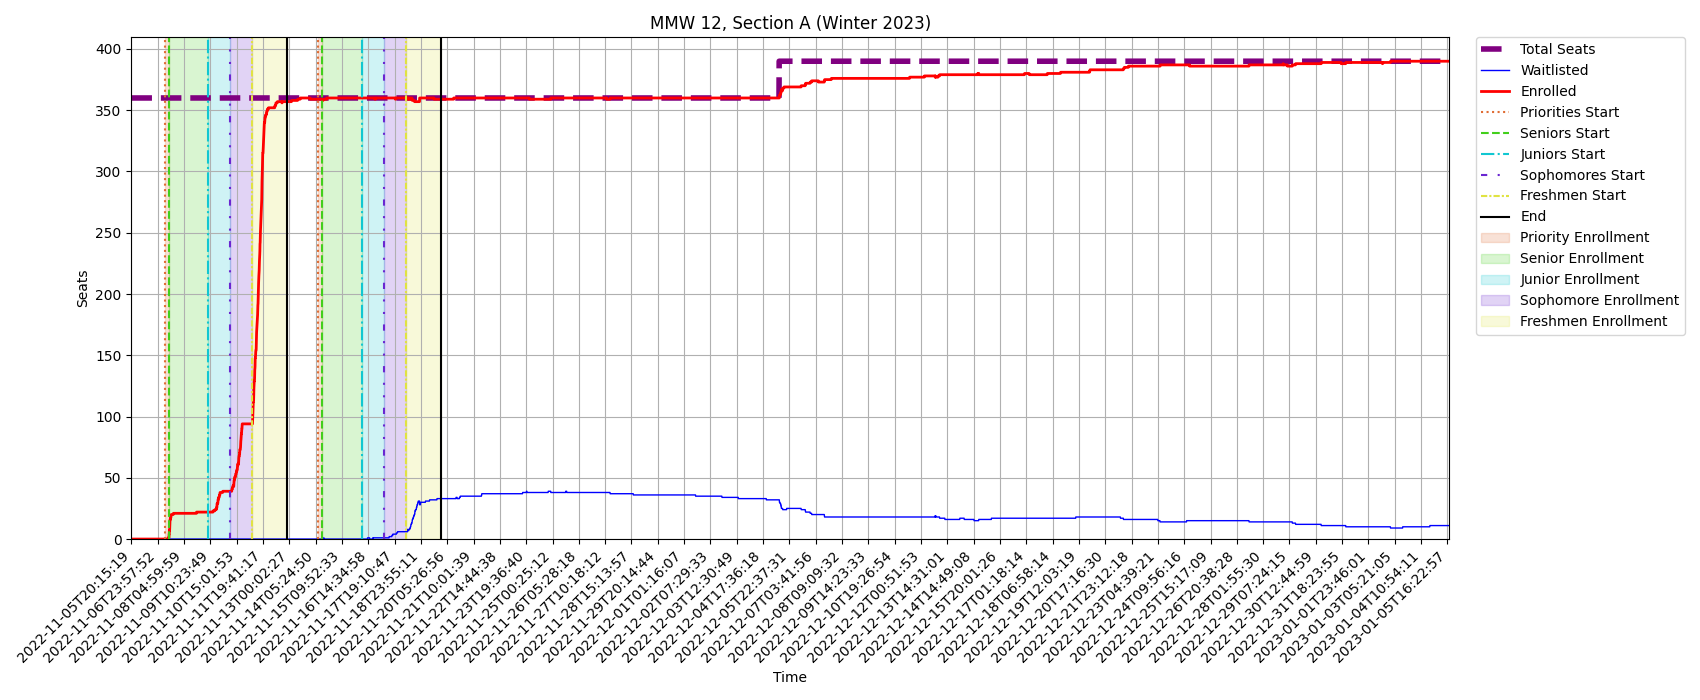 MMW 12, Section A (Winter 2023)
Seats
400
350
300
250
200
150
100
50
0
2022-11-05T20:15:19
2022-11-06T23:57:52
2022-11-08T04:59:59
2022-11-09T10:23:49
2022-11-10T15:01:53
2022-11-11T19:41:17
2022-11-13T00:02:27
2022-11-14T05:24:50
2022-11-15T09:52:33
2022-11-16T14:34:58
2022-11-17T19:10:47
2022-11-18T23:55:11
2022-11-20T05:26:56
2022-11-21T11:01:39
2022-11-22T14:44:38
2022-11-23T19:36:40
2022-11-25T00:25:12
2022-11-26T05:28:18
2022-11-27T10:18:12
2022-11-28T15:13:57
2022-11-29T20:14:44
2022-12-01T01:16:07
2022-12-02T07:29:33
2022-12-03T12:30:49
2022-12-04T17:36:18
2022-12-05T22:37:31
2022-12-07T03:41:56
2022-12-08T09:09:32
2022-12-09T14:23:33
2022-12-10T19:26:54
2022-12-12T00:51:53
2022-12-13T14:31:01
2022-12-14T14:49:08
2022-12-15T20:01:26
2022-12-17T01:18:14
2022-12-18T06:58:14
2022-12-19T12:03:19
2022-12-20T17:16:30
2022-12-21T23:12:18
2022-12-23T04:39:21
2022-12-24T09:56:16
2022-12-25T15:17:09
2022-12-26T20:38:28
2022-12-28T01:55:30
2022-12-29T07:24:15
2022-12-30T12:44:59
2022-12-31T18:23:55
2023-01-01T23:46:01
2023-01-03T05:21:05
2023-01-04T10:54:11
2023-01-05T16:22:57
Time
Total Seats
Waitlisted
Enrolled
Priorities Start
Seniors Start
Juniors Start
Sophomores Start
Freshmen Start
End
Priority Enrollment
Senior Enrollment
Junior Enrollment
Sophomore Enrollment
Freshmen Enrollment